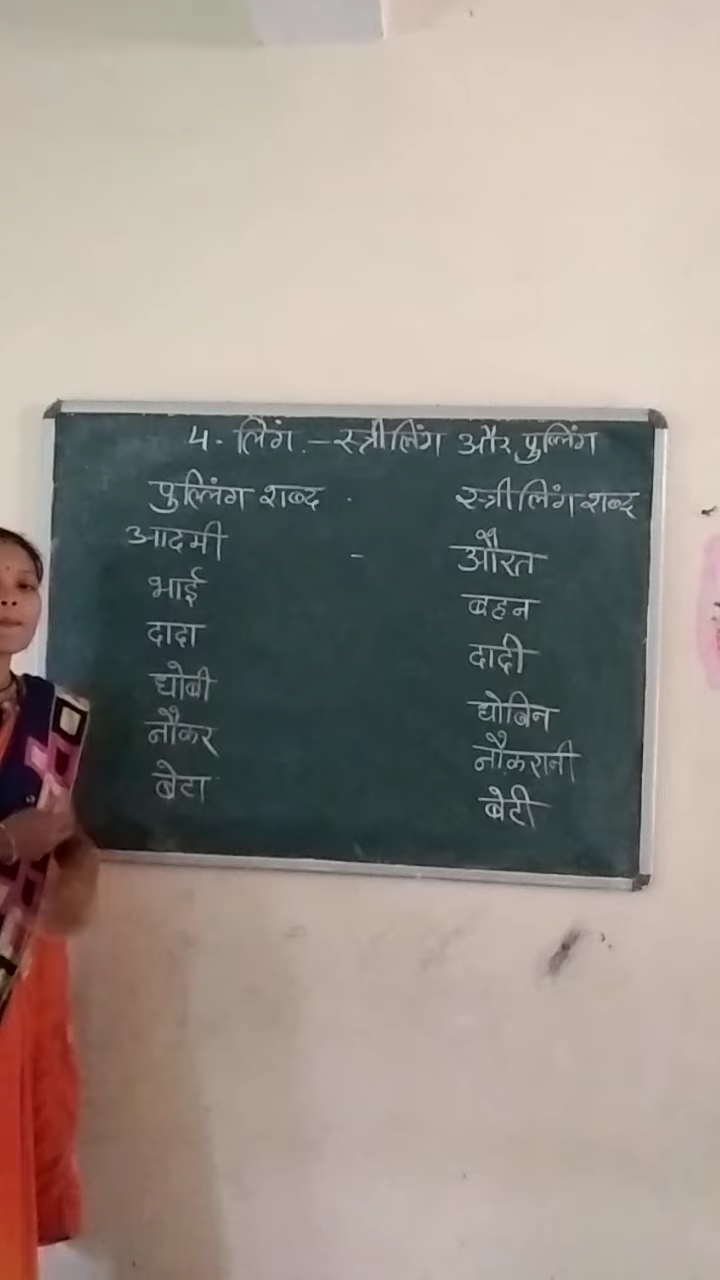 4. लिंग. – स्त्रीलिंग और पुल्लिंग
पुल्लिंग शब्द . स्त्रीलिंग शब्द
आदमी - औरत
भाई बहन
दादा दादी
धोबी धोबिन
नौकर नौकरानी
बेटा बेटी